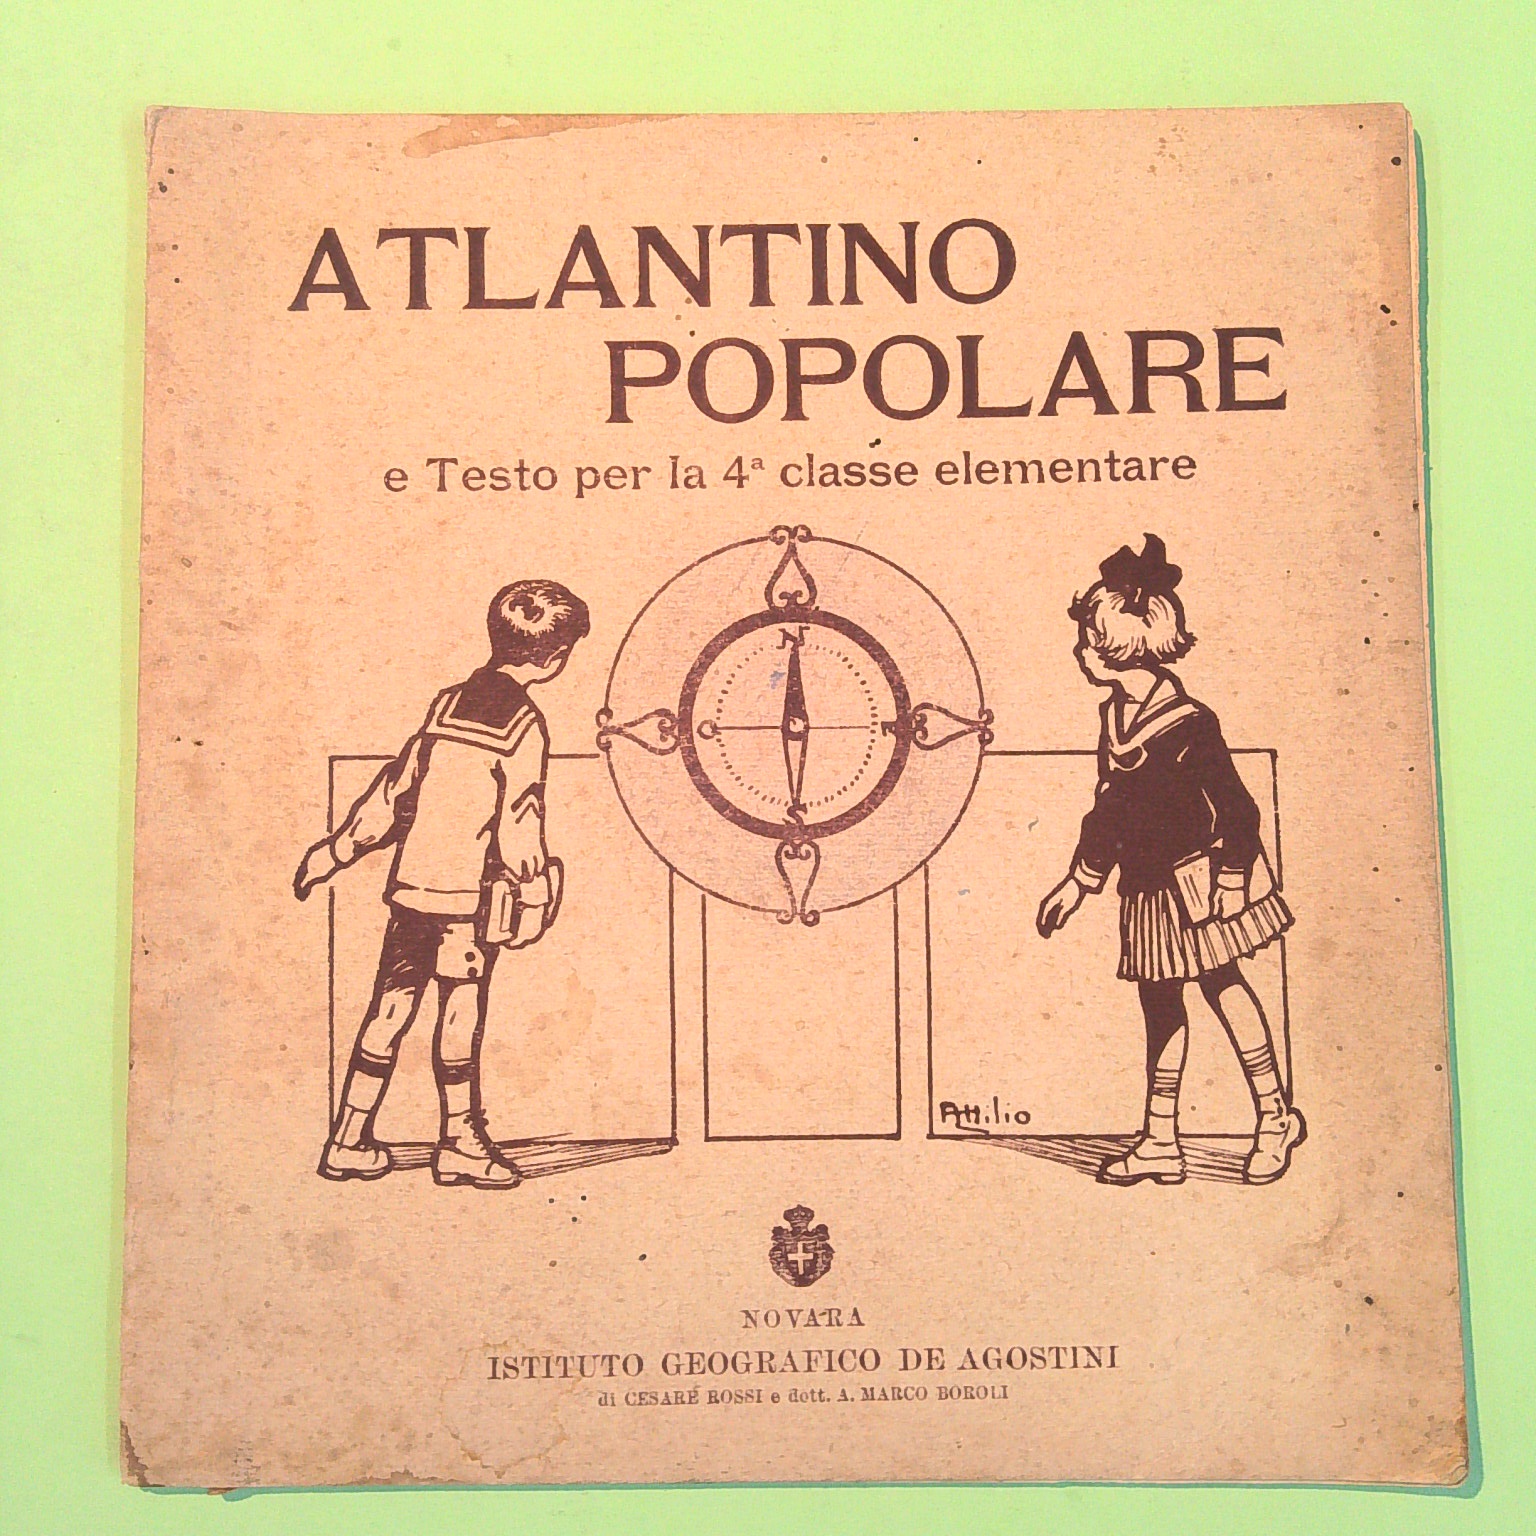 ATLANTINO
POPOLARE
e Testo per la 4ª classe elementare
N
O
E
S
Attilio
NOVARA
ISTITUTO GEOGRAFICO DE AGOSTINI
di CESARE ROSSI e dott. A. MARCO BOROLI